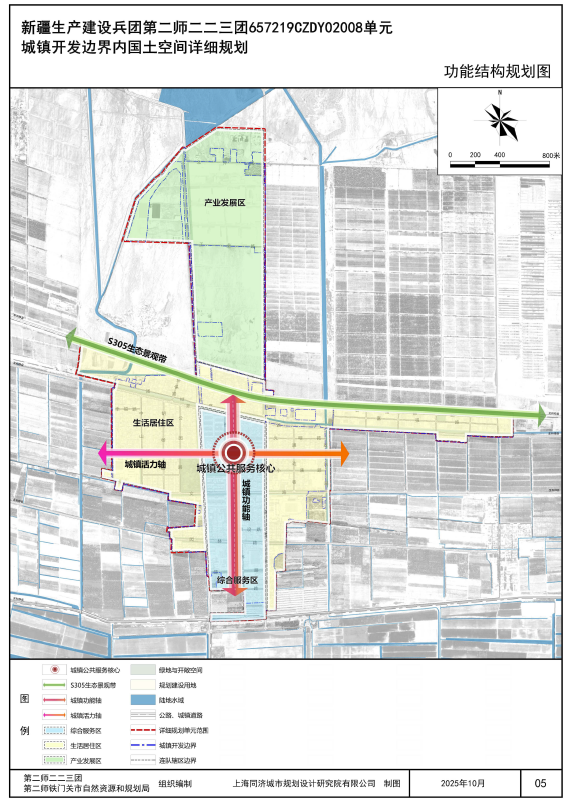 新疆生产建设兵团第二师二二三团657219CZDY02008单元
城镇开发边界内国土空间详细规划
功能结构规划图
N
0 200 400 800米
产业发展区
S305生态景观带
生活居住区
城镇活力轴
城镇公共服务核心
城镇功能轴
综合服务区
图例
城镇公共服务核心
S305生态景观带
城镇功能轴
城镇活力轴
综合服务区
生活居住区
产业发展区
绿地与开敞空间
规划建设用地
陆地水域
公路、城镇道路
详细规划单元范围
城镇开发边界
连队辖区边界
第二师二二三团
第二师铁门关市自然资源和规划局 组织编制
上海同济城市规划设计研究院有限公司 制图
2025年10月
05